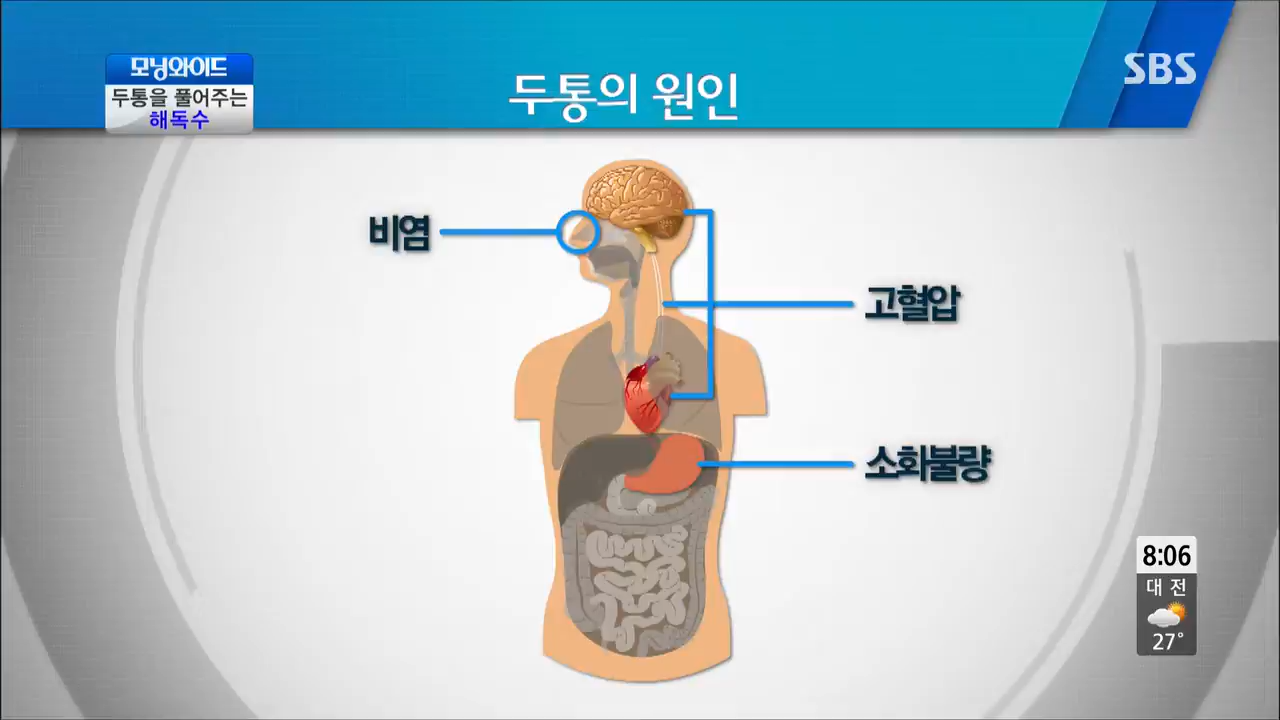 모닝와이드
두통을 풀어주는
해독수
두통의 원인
SBS
비염
고혈압
소화불량
8:06
대 전
27°